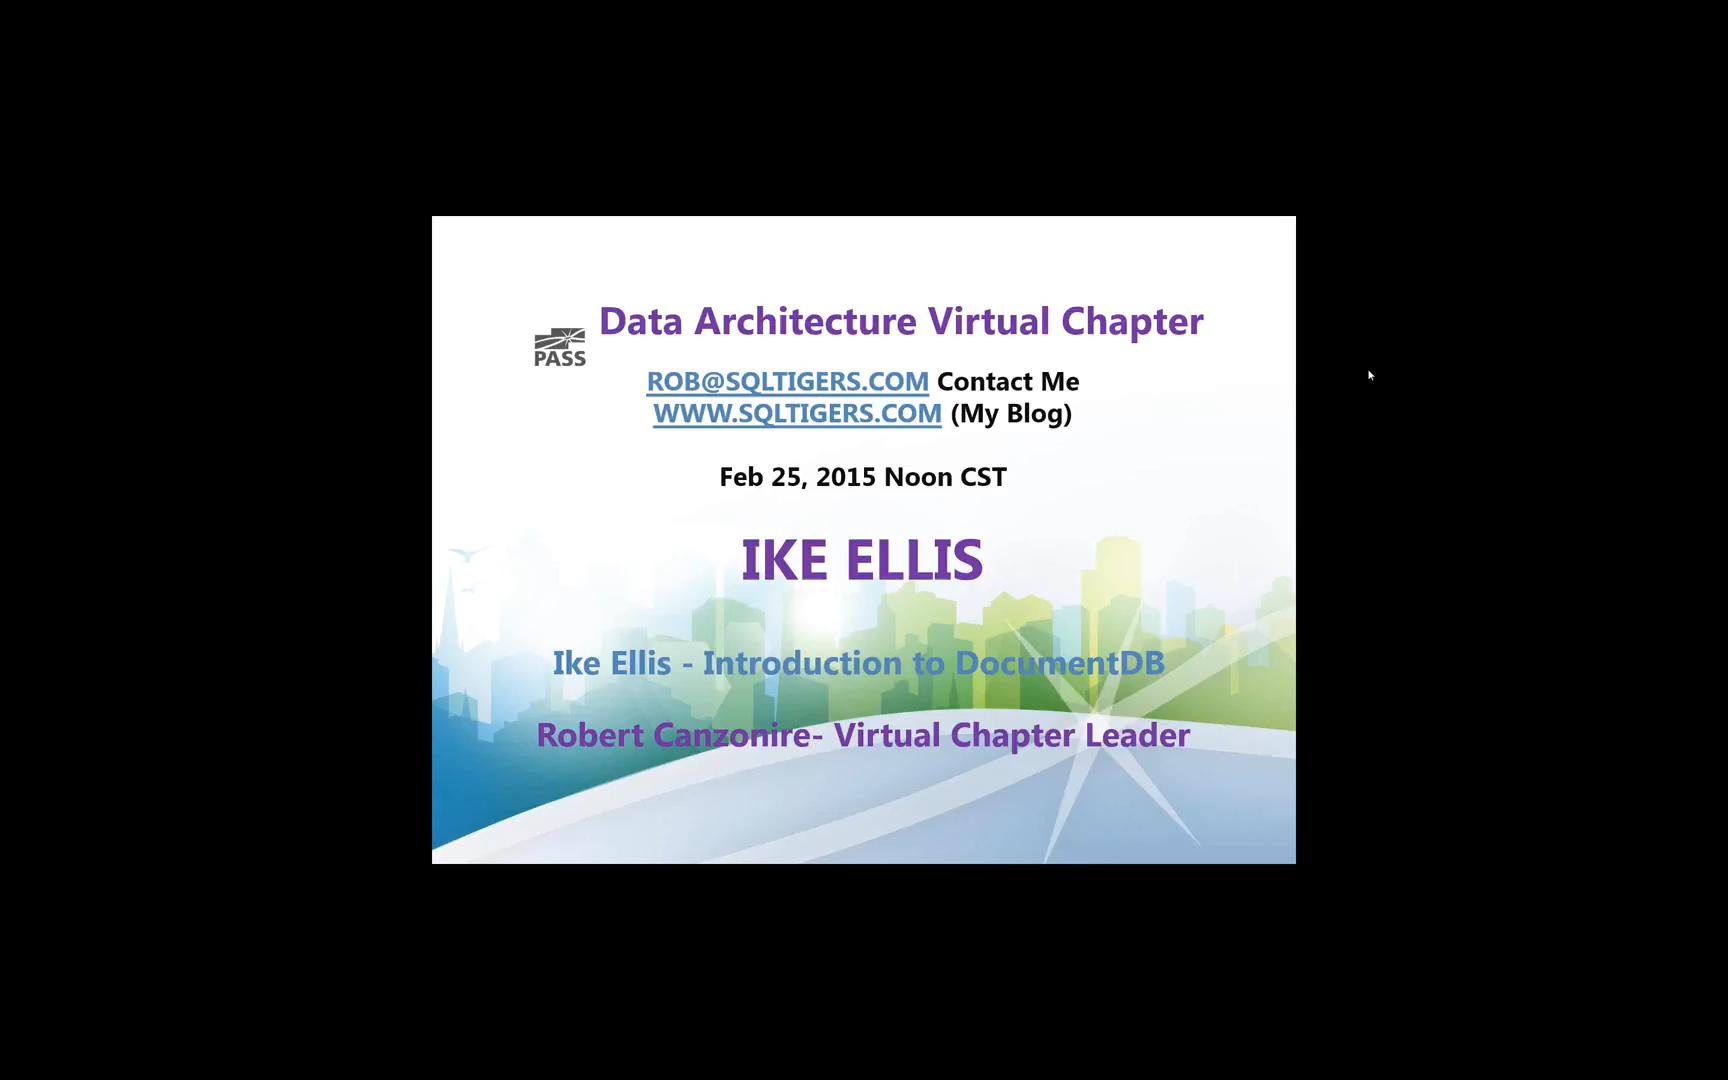 Data Architecture Virtual Chapter
PASS
ROB@SQLTIGERS.COM Contact Me
WWW.SQLTIGERS.COM (My Blog)
Feb 25, 2015 Noon CST
IKE ELLIS
Ike Ellis - Introduction to DocumentDB
Robert Canzonire- Virtual Chapter Leader